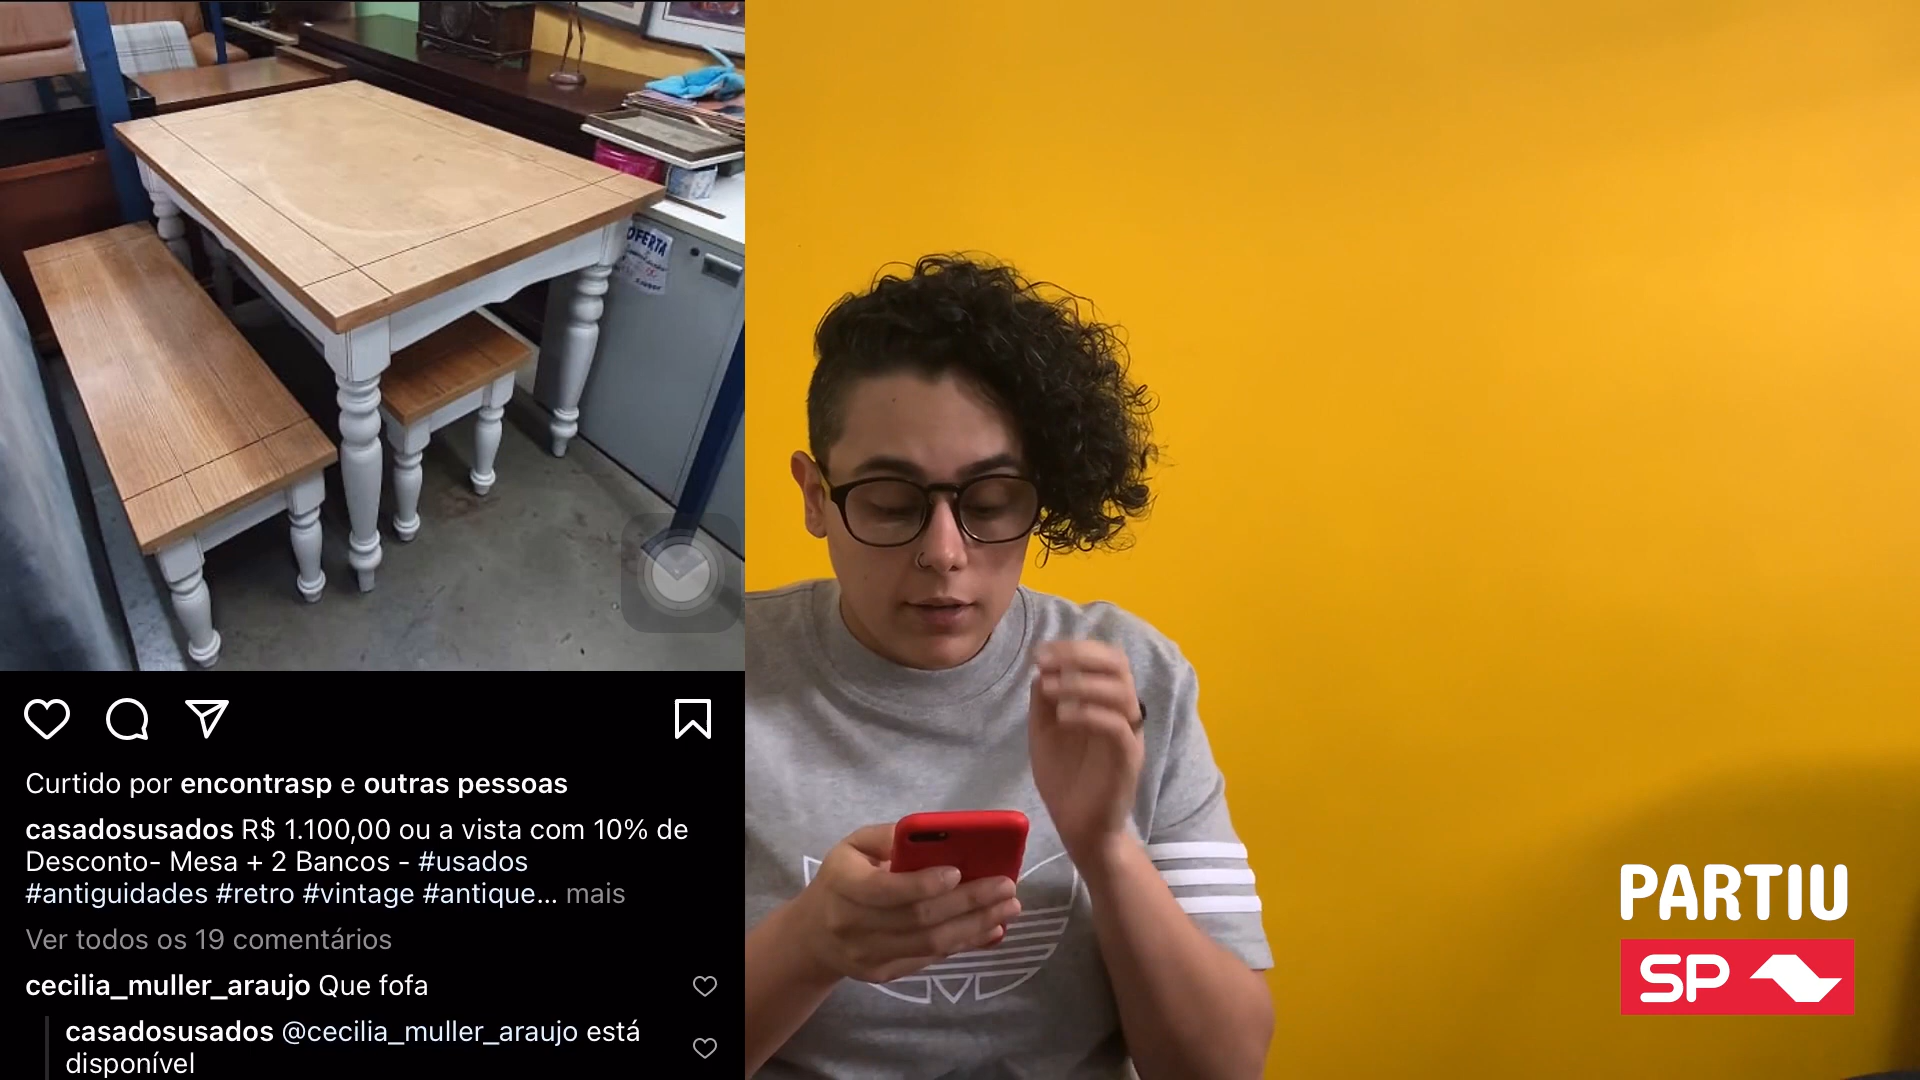 OFERTA
Curtido por encontrasp e outras pessoas
casadosusados R$ 1.100,00 ou a vista com 10% de
Desconto- Mesa + 2 Bancos - #usados
#antiguidades #retro #vintage #antique... mais
Ver todos os 19 comentários
cecilia_muller_araujo Que fofa
casadosusados @cecilia_muller_araujo está
disponível
PARTIU
SP